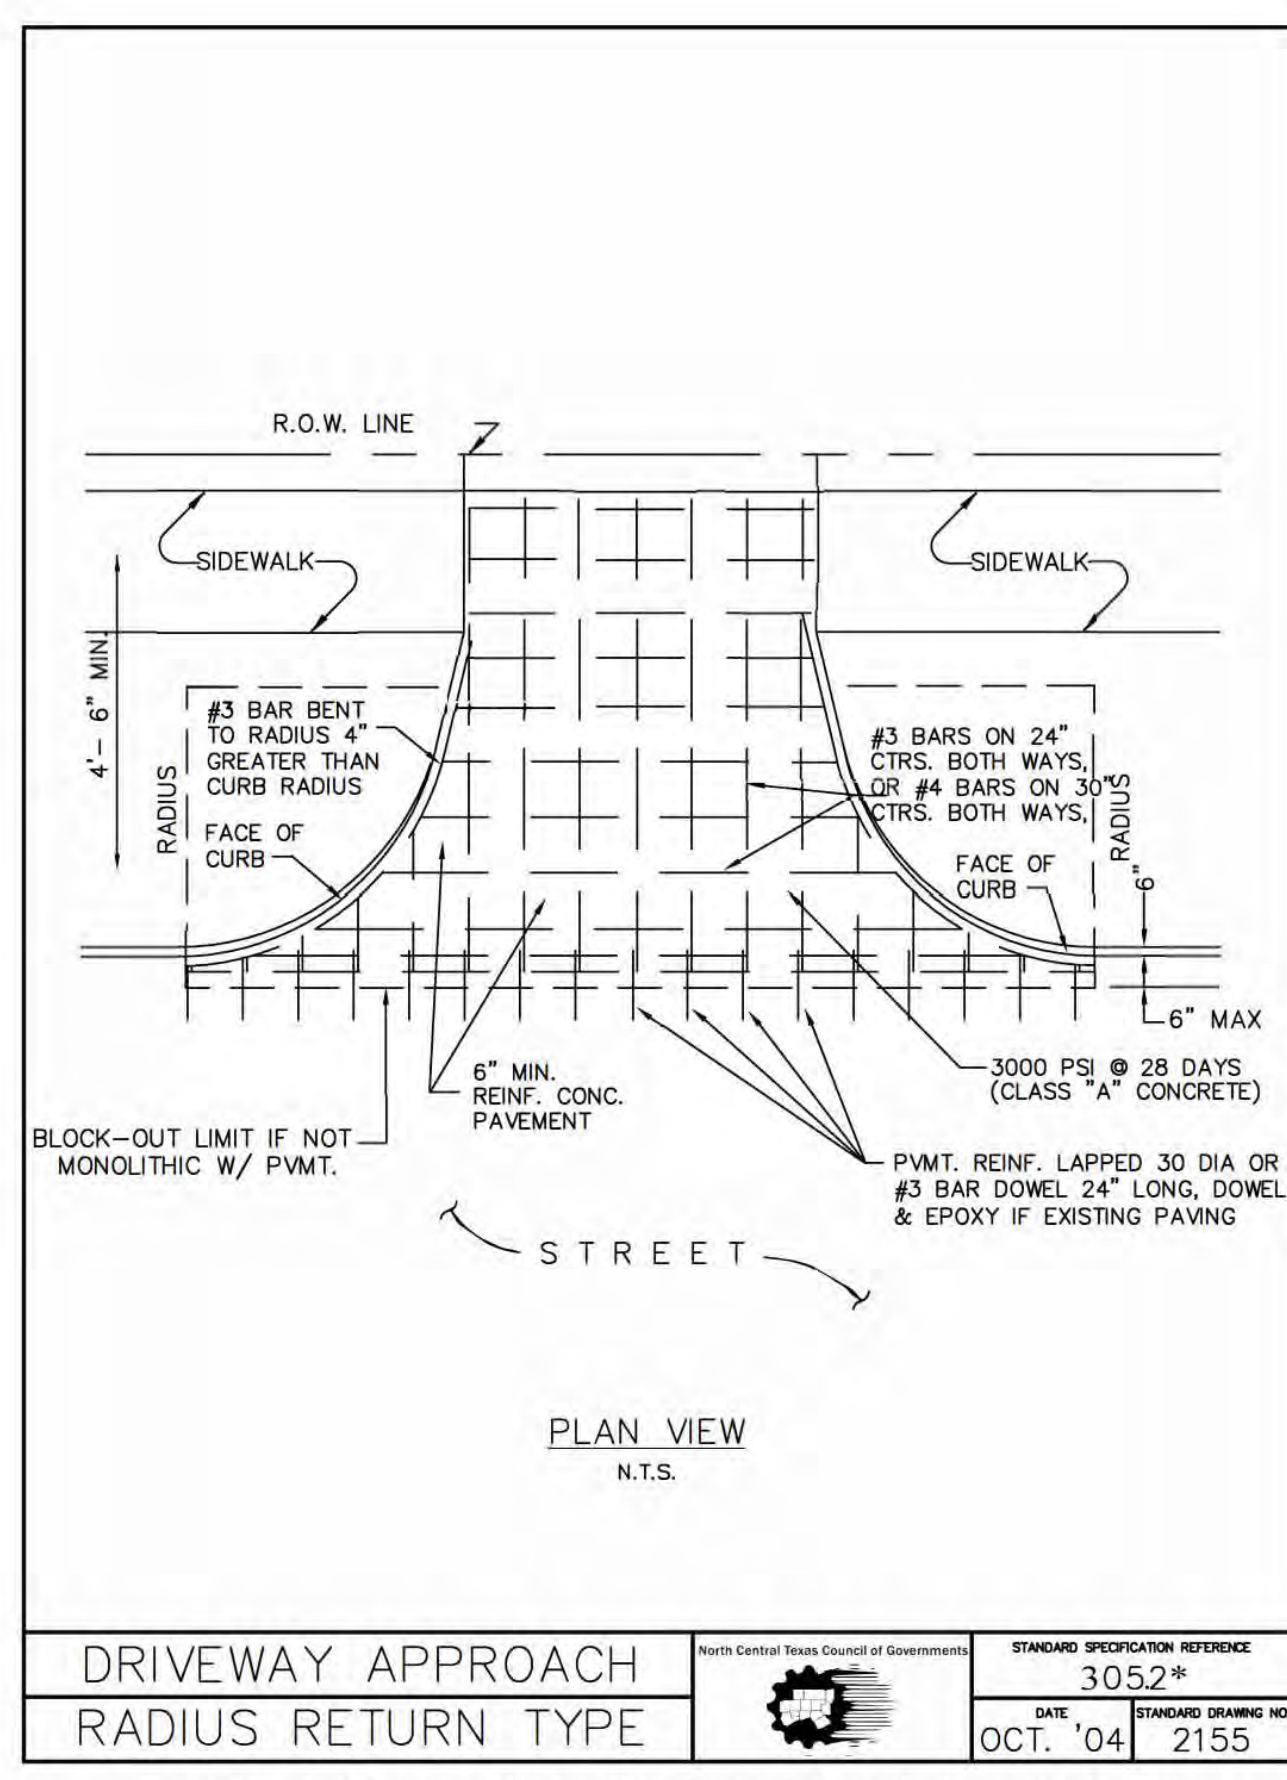 R.O.W. LINE
SIDEWALK
SIDEWALK
4'– 6" MIN.
RADIUS
#3 BAR BENT
TO RADIUS 4"
GREATER THAN
CURB RADIUS
FACE OF
CURB
#3 BARS ON 24"
CTRS. BOTH WAYS,
OR #4 BARS ON 30"
CTRS. BOTH WAYS,
RADIUS
FACE OF
CURB
6"
6" MAX
3000 PSI @ 28 DAYS
(CLASS "A" CONCRETE)
6" MIN.
REINF. CONC.
PAVEMENT
BLOCK–OUT LIMIT IF NOT
MONOLITHIC W/ PVMT.
PVMT. REINF. LAPPED 30 DIA OR
#3 BAR DOWEL 24" LONG, DOWEL
& EPOXY IF EXISTING PAVING
STREET
PLAN VIEW
N.T.S.
DRIVEWAY APPROACH
RADIUS RETURN TYPE
North Central Texas Council of Governments
STANDARD SPECIFICATION REFERENCE
305.2*
DATE
OCT. '04
STANDARD DRAWING NO
2155